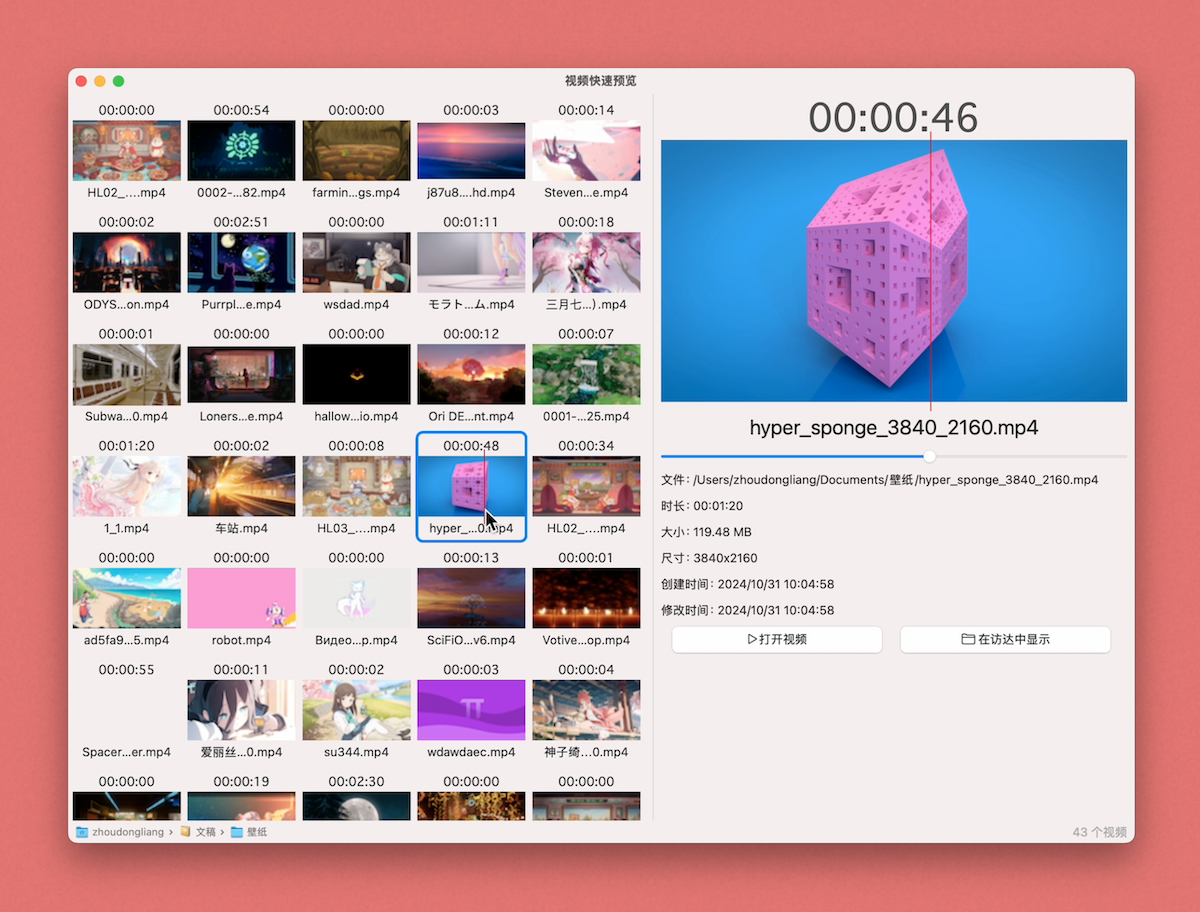 视频快速预览
00:00:00 00:00:54 00:00:00 00:00:03 00:00:14
HL02_....mp4 0002-...82.mp4 farmin...gs.mp4 j87u8....hd.mp4 Steven...e.mp4
00:00:02 00:02:51 00:00:00 00:01:11 00:00:18
ODYS...on.mp4 Purrpl...e.mp4 wsdad.mp4 モラト...ム.mp4 三月七...）.mp4
00:00:01 00:00:00 00:00:00 00:00:12 00:00:07
Subwa...0.mp4 Loners...e.mp4 hallow...io.mp4 Ori DE...nt.mp4 0001-...25.mp4
00:01:20 00:00:02 00:00:08 00:00:48 00:00:34
1_1.mp4 车站.mp4 HL03_....mp4 hyper_...0.mp4 HL02_....mp4
00:00:00 00:00:00 00:00:00 00:00:13 00:00:01
ad5fa9...5.mp4 robot.mp4 Видео...p.mp4 SciFiO...v6.mp4 Votive...op.mp4
00:00:55 00:00:11 00:00:02 00:00:03 00:00:04
Spacer...er.mp4 爱丽丝...0.mp4 su344.mp4 wdawdaec.mp4 神子绮...0.mp4
00:00:00 00:00:19 00:02:30 00:00:00 00:00:00
zhoudongliang › 文稿 › 壁纸
00:00:46
hyper_sponge_3840_2160.mp4
文件：/Users/zhoudongliang/Documents/壁纸/hyper_sponge_3840_2160.mp4
时长：00:01:20
大小：119.48 MB
尺寸：3840x2160
创建时间：2024/10/31 10:04:58
修改时间：2024/10/31 10:04:58
打开视频 在访达中显示
43 个视频